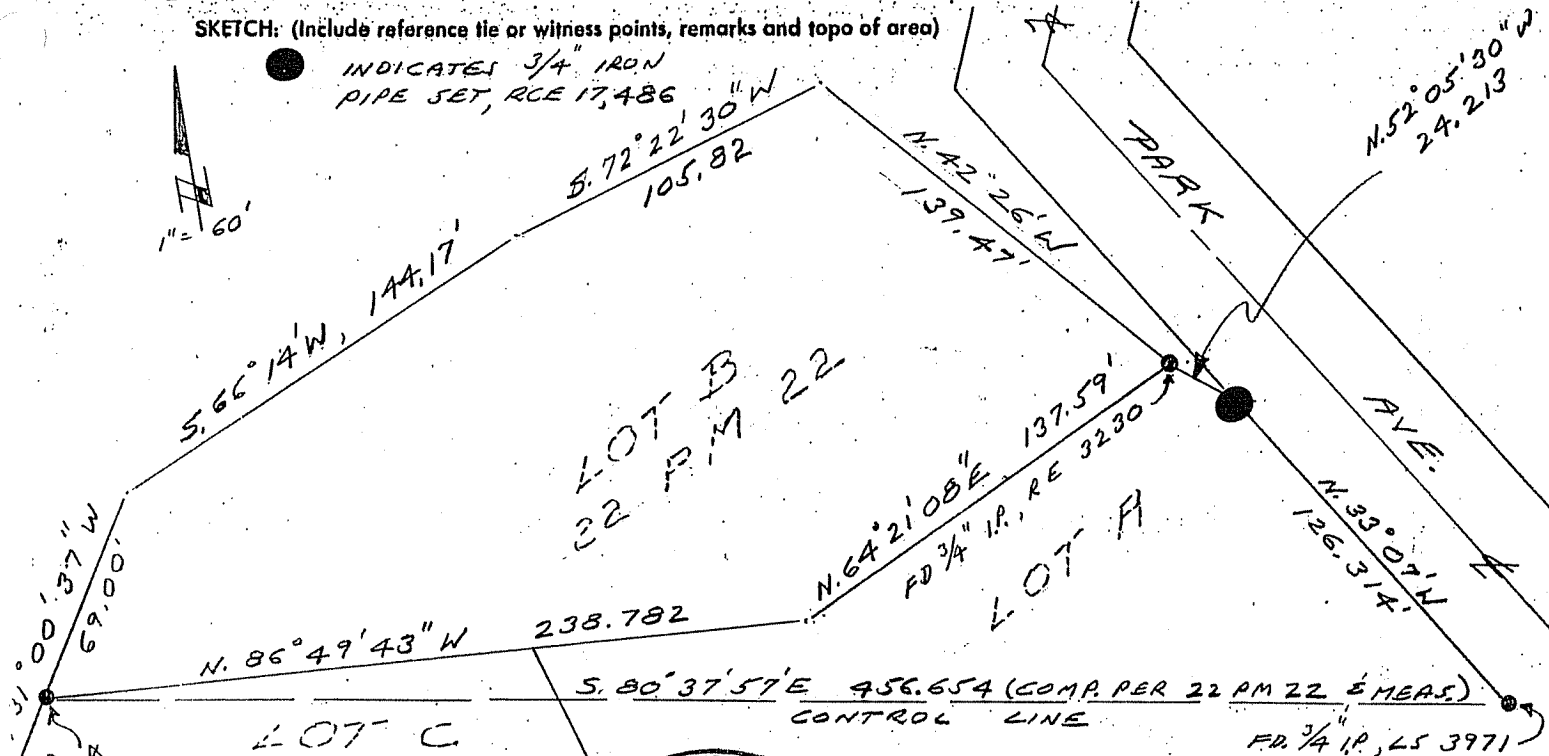 SKETCH: (Include reference tie or witness points, remarks and topo of area)
INDICATES 3/4" IRON
PIPE SET, RCE 17,486
1" = 60'
S. 72° 22' 30" W
105.82
N. 42° 26' W
139.47'
PARK
AVE.
N. 52° 05' 30" W
24.213
S. 66° 14' W, 144.17'
LOT B
22 PM 22
N. 64° 21' 08" E 137.59'
FD 3/4" I.P., RE 3230
LOT A
N. 33° 07' W
126.314'
31° 00' 37" W
69.00'
N. 86° 49' 43" W 238.782
S. 80° 37' 57" E 456.654 (COMP. PER 22 PM 22 & MEAS.)
CONTROL LINE
LOT C
FD. 3/4" I.P., LS 3971